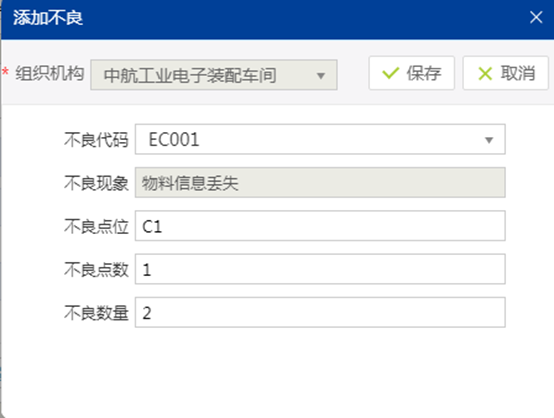 添加不良
* 组织机构 中航工业电子装配车间 保存 取消
不良代码 EC001
不良现象 物料信息丢失
不良点位 C1
不良点数 1
不良数量 2